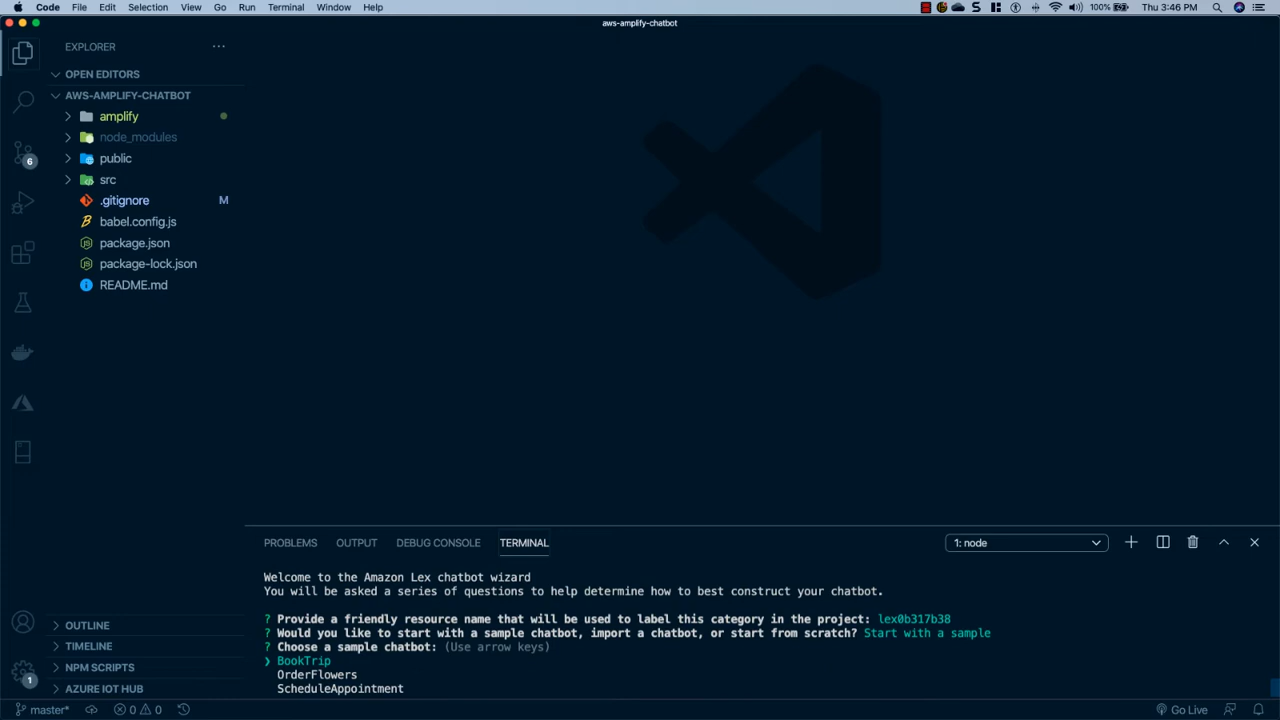 Code File Edit Selection View Go Run Terminal Window Help 100% Thu 3:46 PM
aws-amplify-chatbot
EXPLORER
OPEN EDITORS
AWS-AMPLIFY-CHATBOT
amplify
node_modules
public
6
src
.gitignore M
babel.config.js
package.json
package-lock.json
README.md
PROBLEMS OUTPUT DEBUG CONSOLE TERMINAL 1: node
Welcome to the Amazon Lex chatbot wizard
You will be asked a series of questions to help determine how to best construct your chatbot.
? Provide a friendly resource name that will be used to label this category in the project: lex0b317b38
? Would you like to start with a sample chatbot, import a chatbot, or start from scratch? Start with a sample
? Choose a sample chatbot: (Use arrow keys)
❯ BookTrip
OrderFlowers
ScheduleAppointment
OUTLINE
TIMELINE
NPM SCRIPTS
1
AZURE IOT HUB
master* 0 0 Go Live